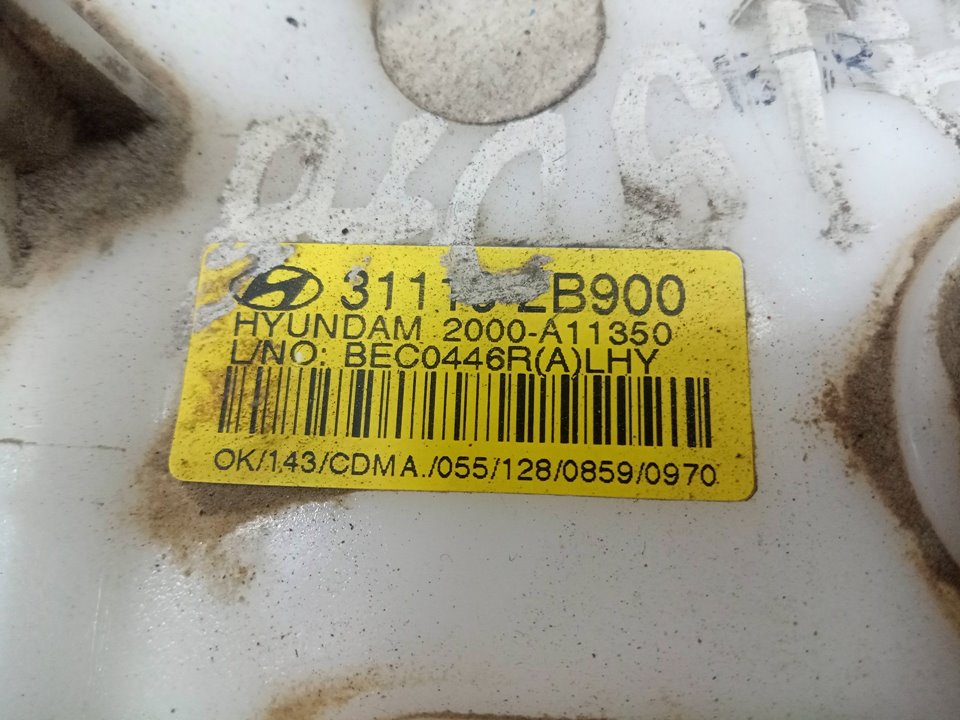 2B900
HYUNDAM 2000-A11350
L/NO: BEC0446R(A)LHY
OK/143/CDMA./055/128/0859/0970